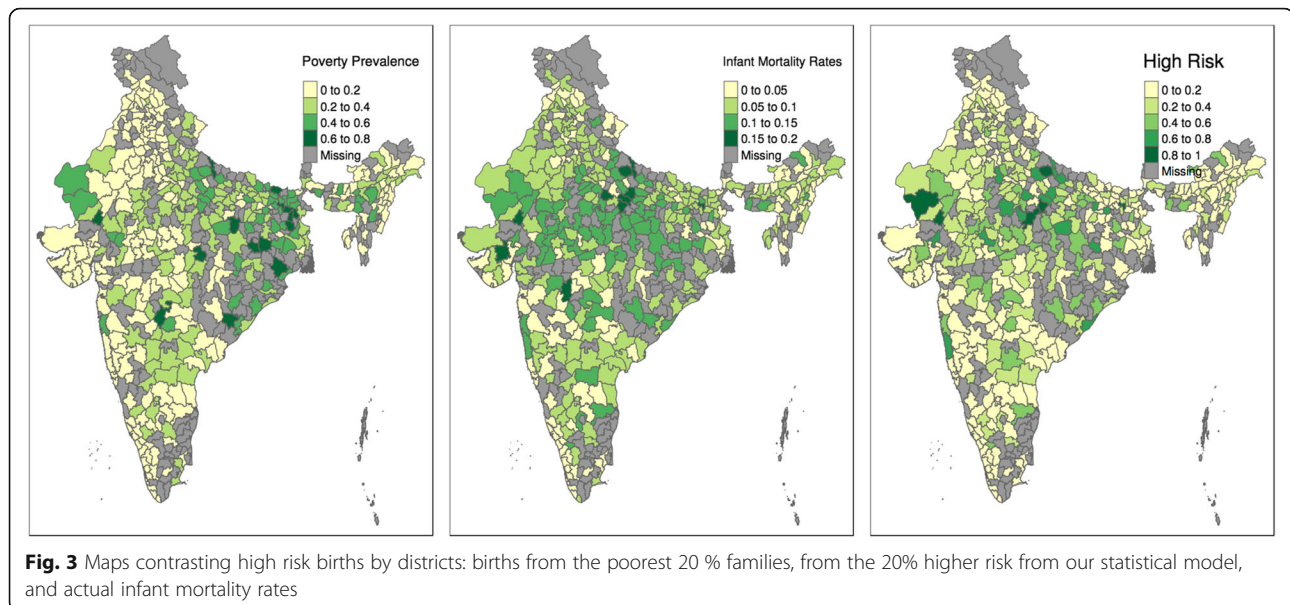 Poverty Prevalence
0 to 0.2
0.2 to 0.4
0.4 to 0.6
0.6 to 0.8
Missing
Infant Mortality Rates
0 to 0.05
0.05 to 0.1
0.1 to 0.15
0.15 to 0.2
Missing
High Risk
0 to 0.2
0.2 to 0.4
0.4 to 0.6
0.6 to 0.8
0.8 to 1
Missing
Fig. 3 Maps contrasting high risk births by districts: births from the poorest 20 % families, from the 20% higher risk from our statistical model,
and actual infant mortality rates